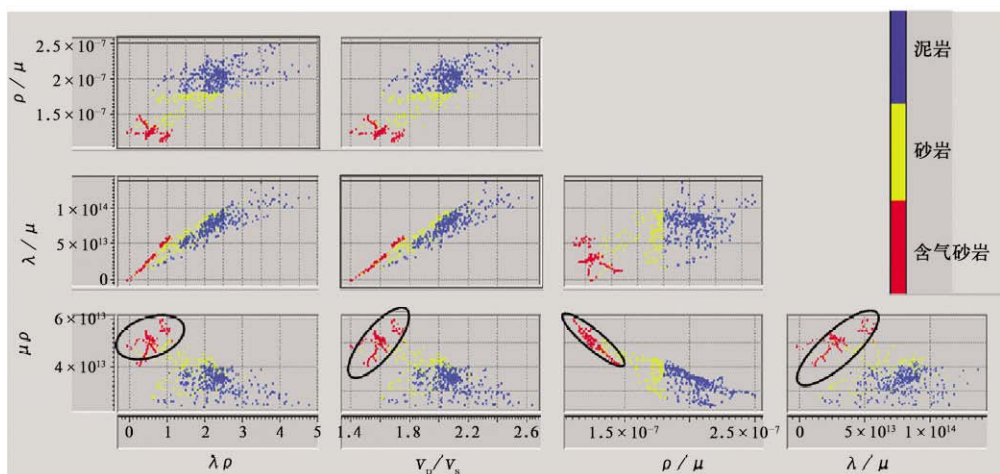 2.5×10⁻⁷
2×10⁻⁷
1.5×10⁻⁷
ρ / μ
1×10¹⁴
5×10¹³
0
λ / μ
6×10¹³
4×10¹³
μρ
0 1 2 3 4 5
1.4 1.8 2.2 2.6
1.5×10⁻⁷ 2.5×10⁻⁷
0 5×10¹³ 1×10¹⁴
λρ
Vp/Vs
ρ / μ
λ / μ
泥岩
砂岩
含气砂岩